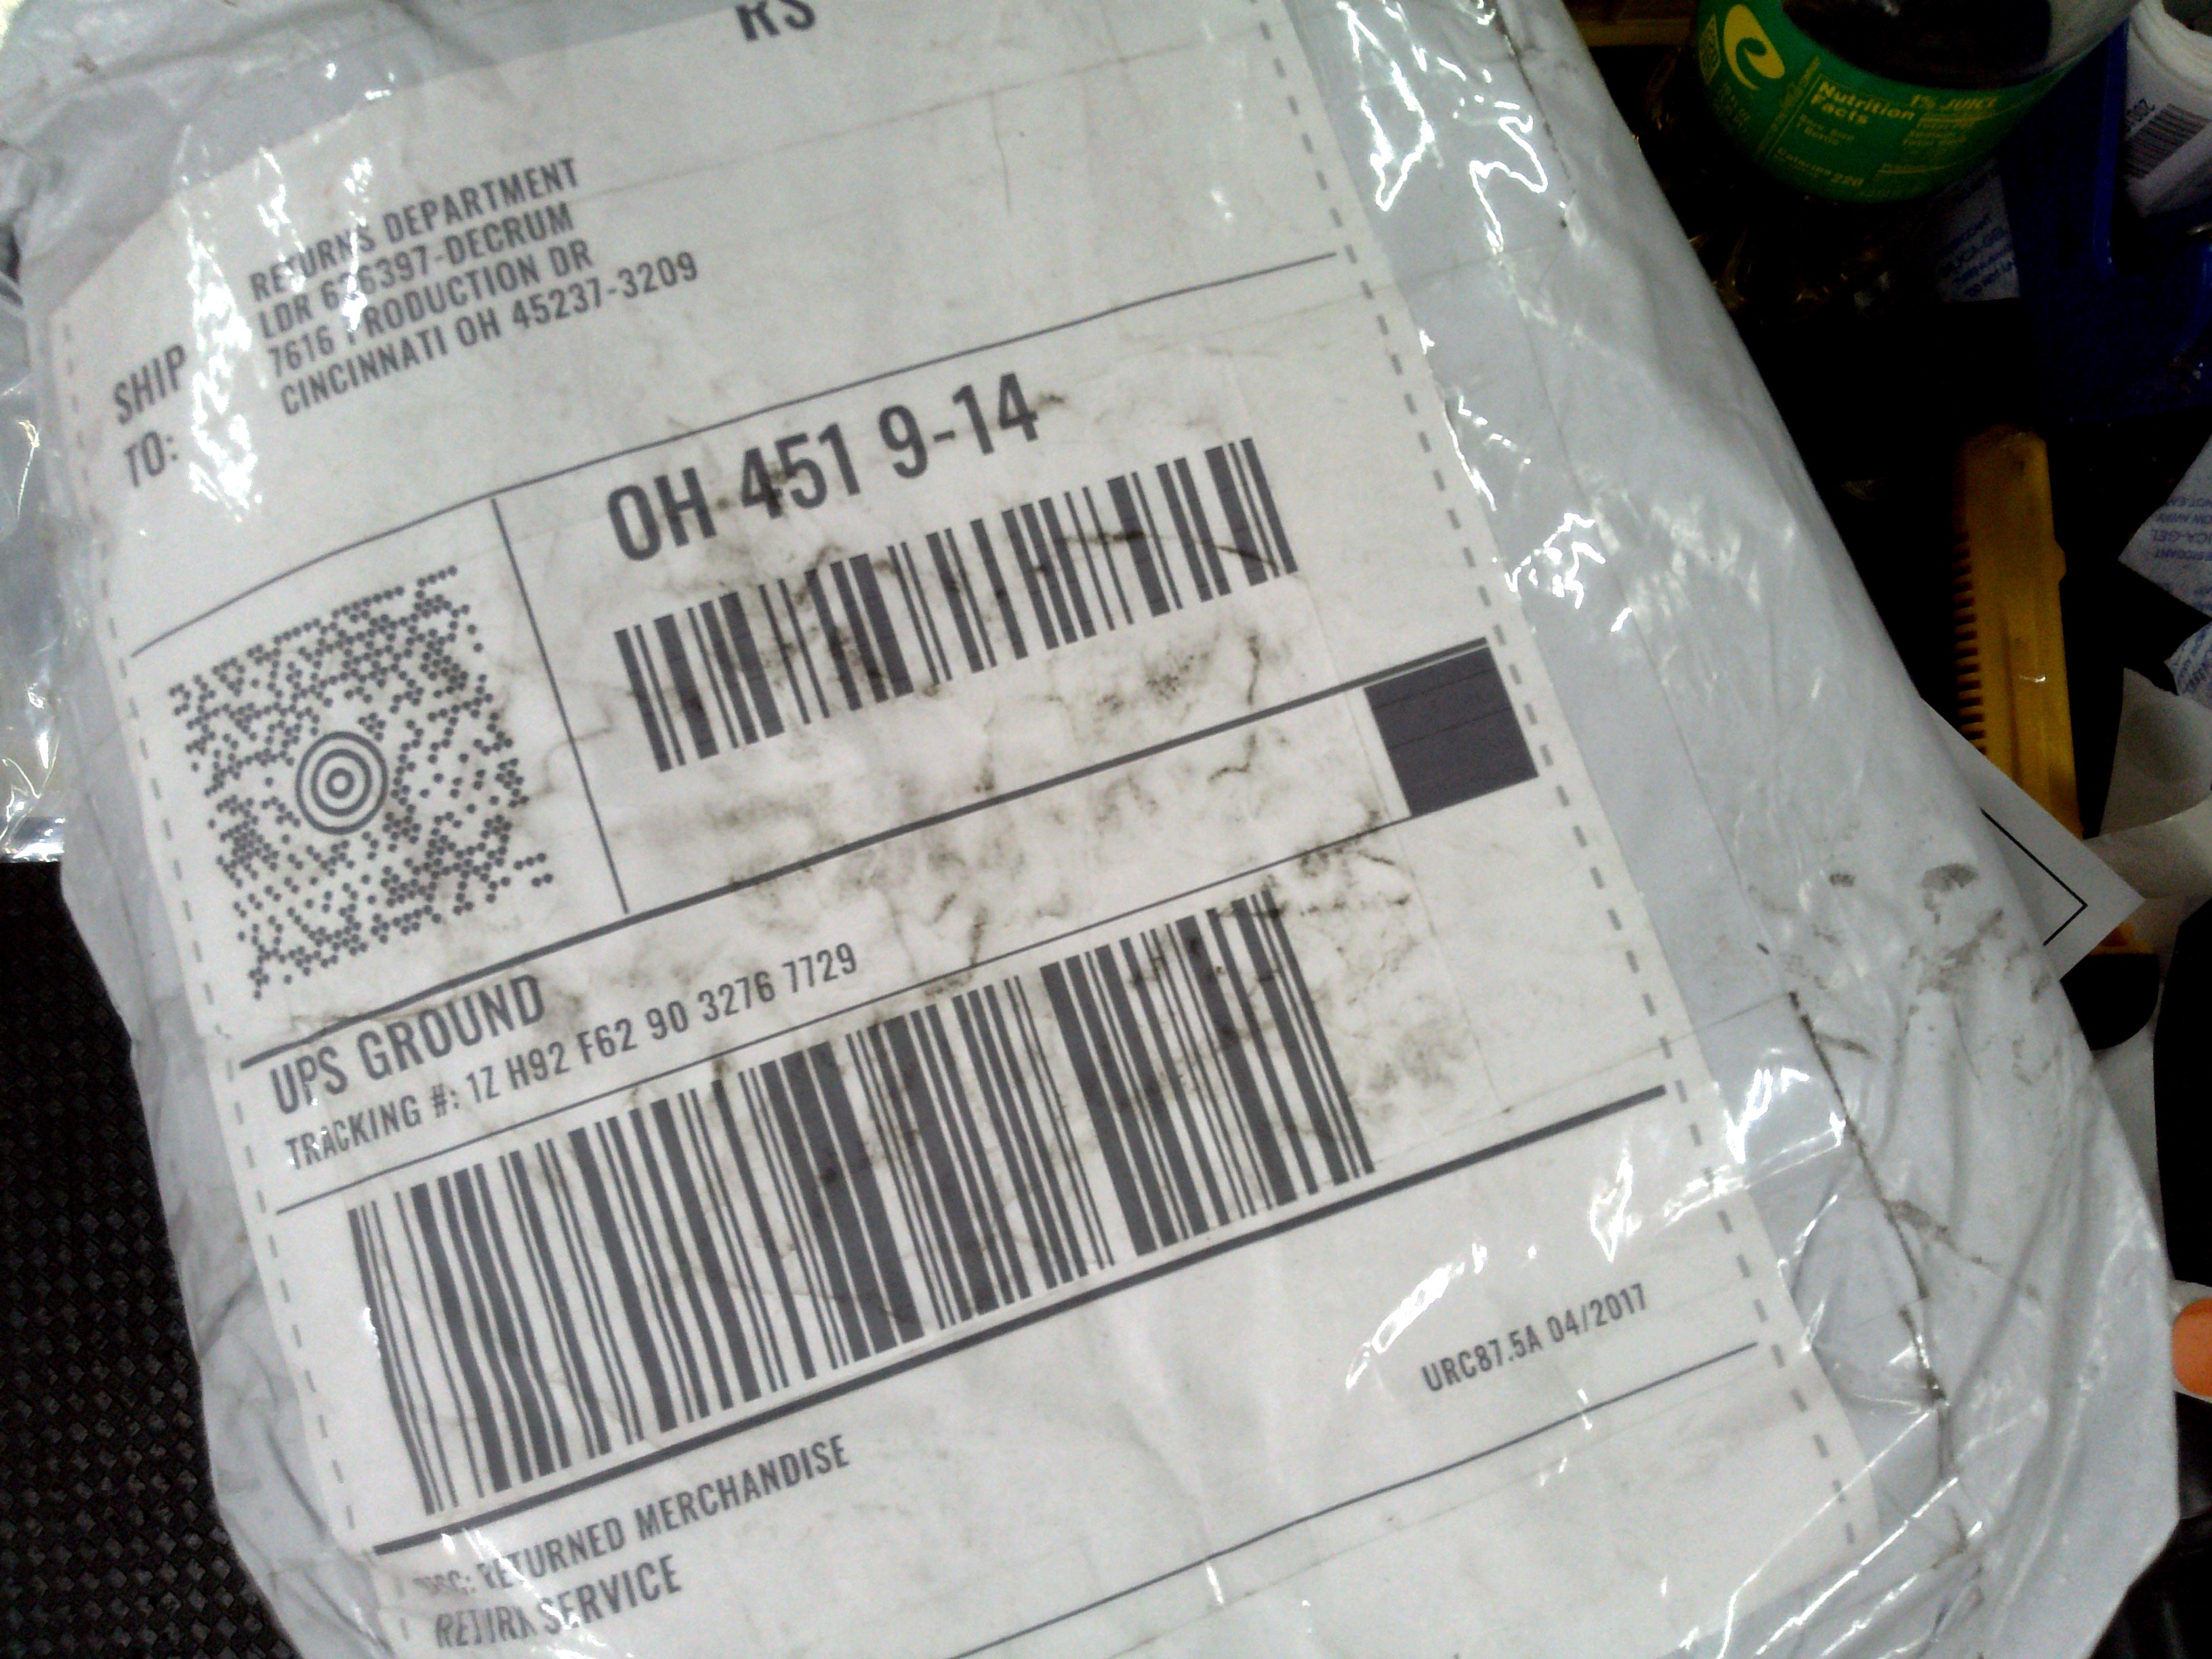 RS
SHIP TO:
RETURNS DEPARTMENT
LDR 626397-DECRUM
7616 PRODUCTION DR
CINCINNATI OH 45237-3209
OH 451 9-14
UPS GROUND
TRACKING #: 1Z H92 F62 90 3276 7729
URC87.5A 04/2017
RETURNED MERCHANDISE
RETURN SERVICE
Nutrition Facts
1% JUICE
220